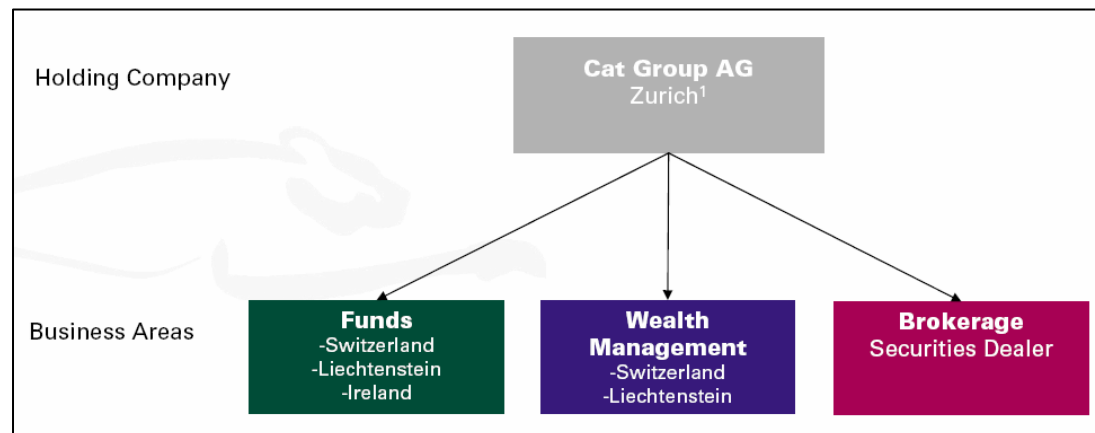 Holding Company
Cat Group AG
Zurich¹
Business Areas
Funds
-Switzerland
-Liechtenstein
-Ireland
Wealth
Management
-Switzerland
-Liechtenstein
Brokerage
Securities Dealer